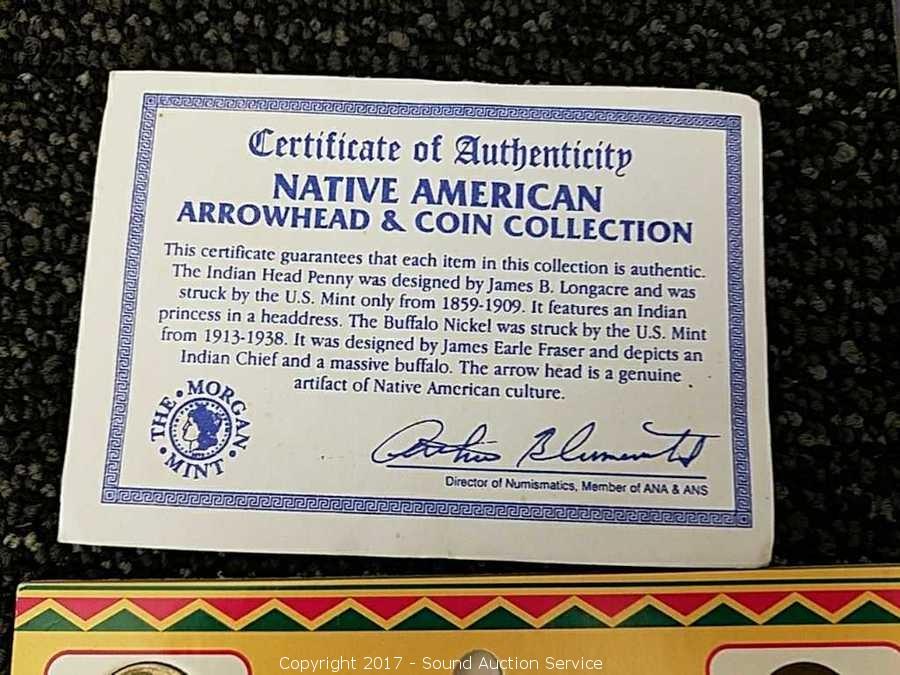 Certificate of Authenticity
NATIVE AMERICAN
ARROWHEAD & COIN COLLECTION
This certificate guarantees that each item in this collection is authentic.
The Indian Head Penny was designed by James B. Longacre and was
struck by the U.S. Mint only from 1859-1909. It features an Indian
princess in a headdress. The Buffalo Nickel was struck by the U.S. Mint
from 1913-1938. It was designed by James Earle Fraser and depicts an
Indian Chief and a massive buffalo. The arrow head is a genuine
artifact of Native American culture.
THE • MORGAN • MINT •
Director of Numismatics, Member of ANA & ANS
Copyright 2017 - Sound Auction Service